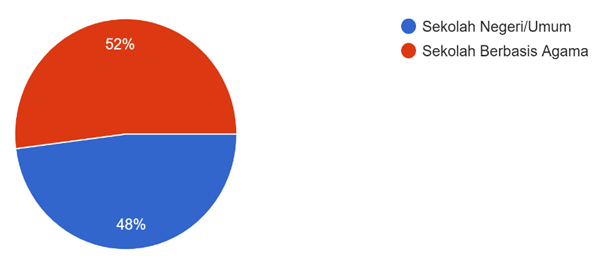 52%
48%
Sekolah Negeri/Umum
Sekolah Berbasis Agama